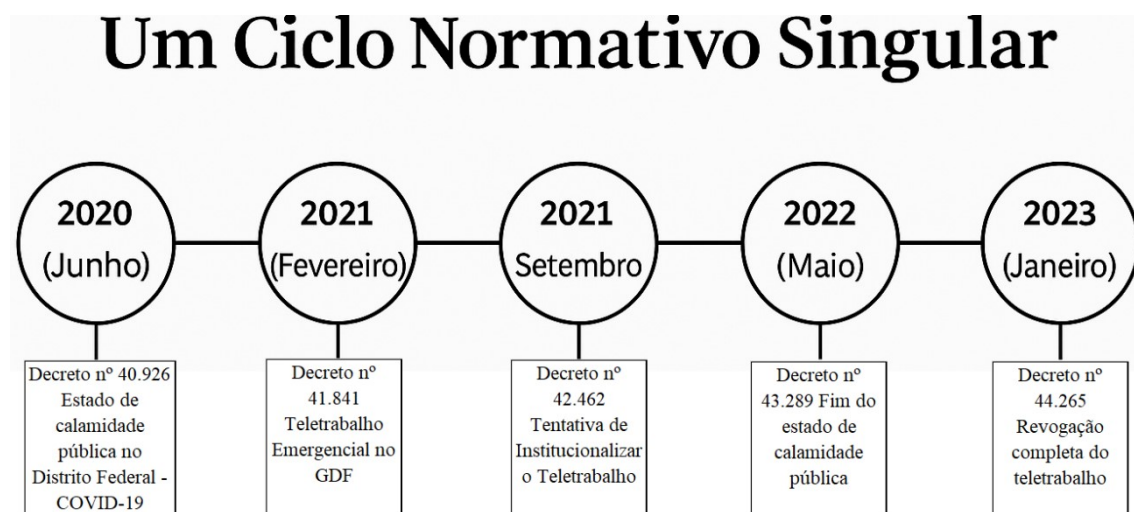 Um Ciclo Normativo Singular
2020
(Junho)
2021
(Fevereiro)
2021
Setembro
2022
(Maio)
2023
(Janeiro)
Decreto nº 40.926
Estado de
calamidade
pública no
Distrito Federal -
COVID-19
Decreto nº
41.841
Teletrabalho
Emergencial no
GDF
Decreto nº
42.462
Tentativa de
Institucionalizar
o Teletrabalho
Decreto nº
43.289 Fim do
estado de
calamidade
pública
Decreto nº
44.265
Revogação
completa do
teletrabalho